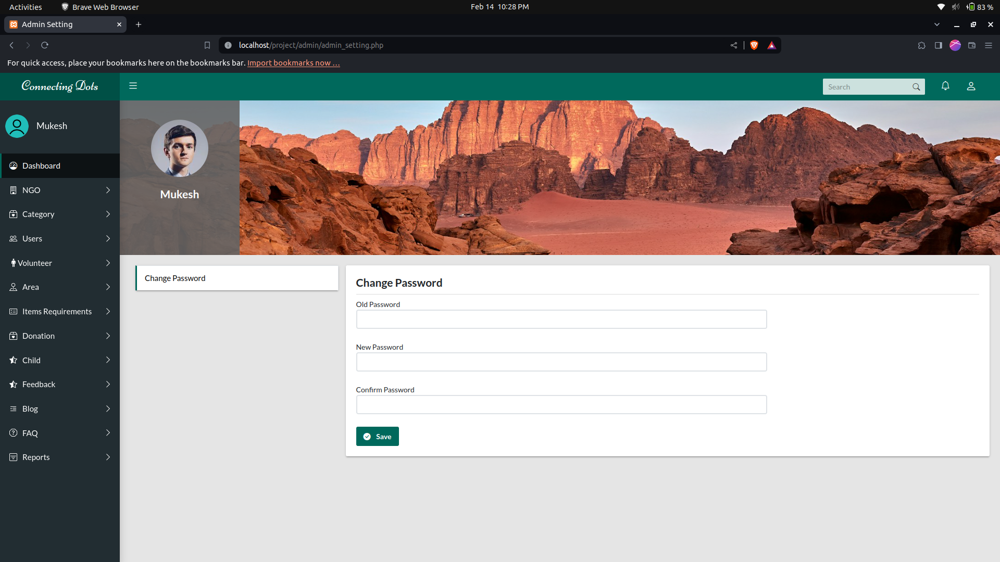 Activities
Brave Web Browser
Feb 14 10:28 PM
83 %
Admin Setting
localhost/project/admin/admin_setting.php
For quick access, place your bookmarks here on the bookmarks bar. Import bookmarks now …
Connecting Dots
Search
Mukesh
Dashboard
NGO
Category
Users
Volunteer
Area
Items Requirements
Donation
Child
Feedback
Blog
FAQ
Reports
Mukesh
Change Password
Change Password
Old Password
New Password
Confirm Password
Save